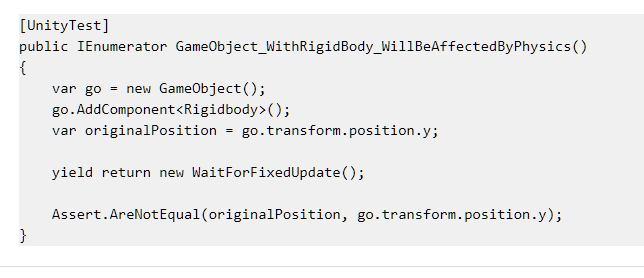 [UnityTest]
public IEnumerator GameObject_WithRigidBody_WillBeAffectedByPhysics()
{
    var go = new GameObject();
    go.AddComponent<Rigidbody>();
    var originalPosition = go.transform.position.y;

    yield return new WaitForFixedUpdate();

    Assert.AreNotEqual(originalPosition, go.transform.position.y);
}